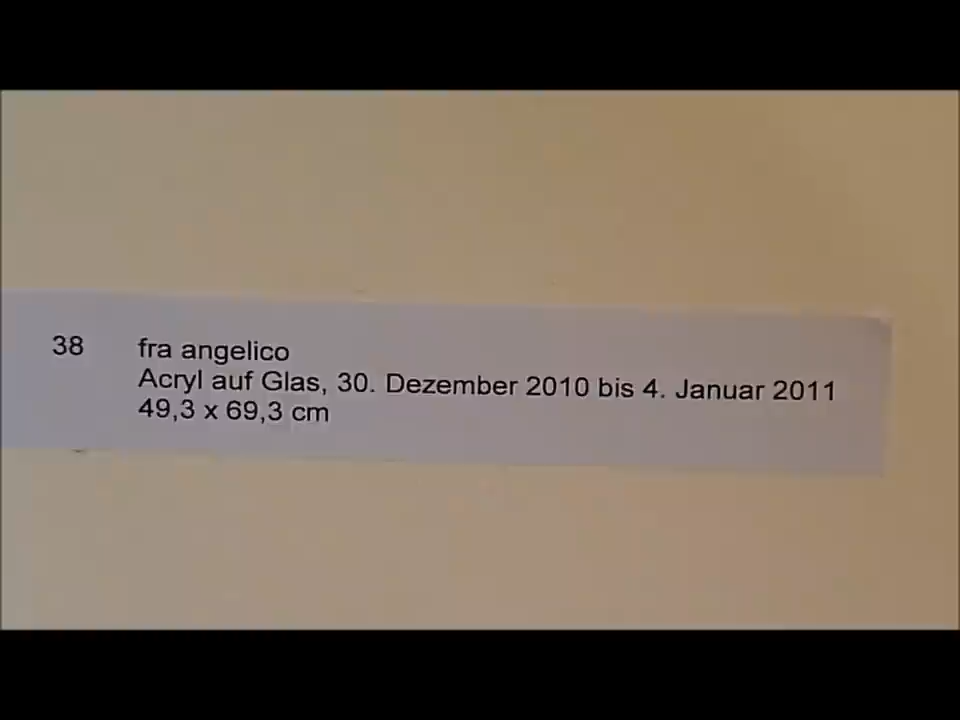 38 fra angelico
Acryl auf Glas, 30. Dezember 2010 bis 4. Januar 2011
49,3 x 69,3 cm